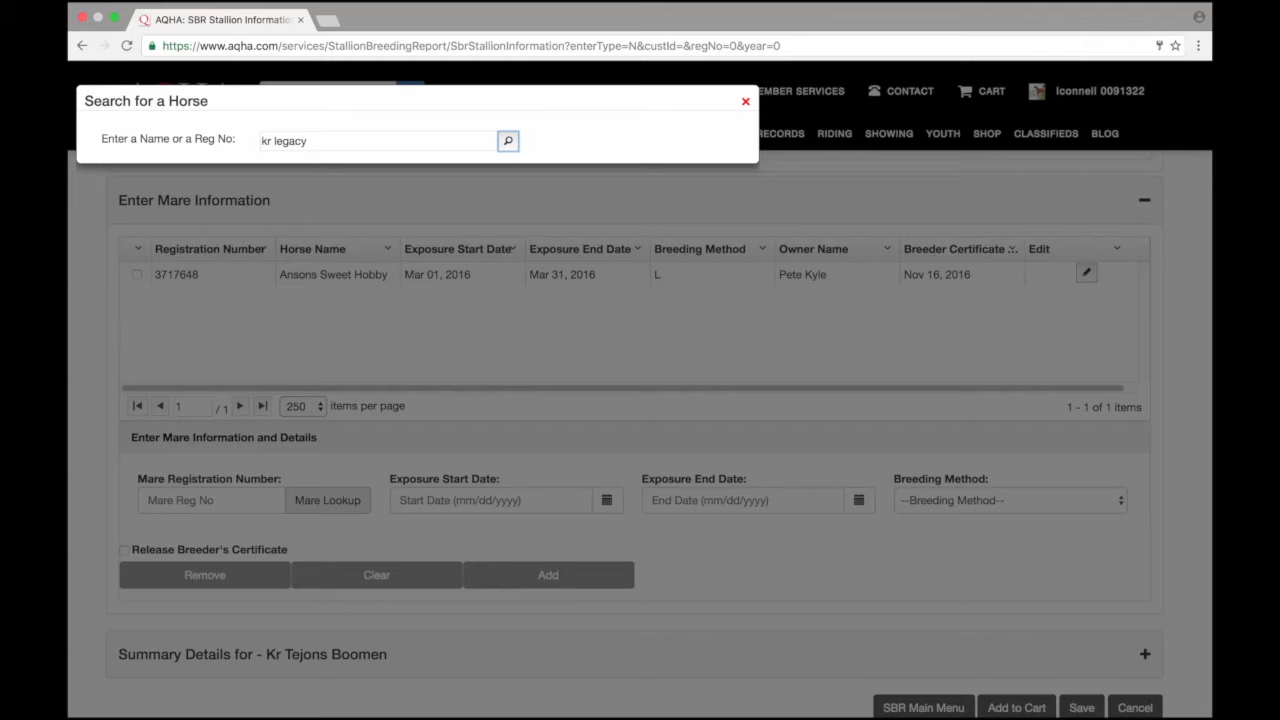 AQHA: SBR Stallion Informatio
https://www.aqha.com/services/StallionBreedingReport/SbrStallionInformation?enterType=N&custId=&regNo=0&year=0
EMBER SERVICES CONTACT CART lconnell 0091322
Search for a Horse
Enter a Name or a Reg No: kr legacy
RECORDS RIDING SHOWING YOUTH SHOP CLASSIFIEDS BLOG
Enter Mare Information
Registration Number Horse Name Exposure Start Date Exposure End Date Breeding Method Owner Name Breeder Certificate ... Edit
3717648 Ansons Sweet Hobby Mar 01, 2016 Mar 31, 2016 L Pete Kyle Nov 16, 2016
1 / 1 250 items per page 1 - 1 of 1 items
Enter Mare Information and Details
Mare Registration Number: Exposure Start Date: Exposure End Date: Breeding Method:
Mare Reg No Mare Lookup Start Date (mm/dd/yyyy) End Date (mm/dd/yyyy) --Breeding Method--
Release Breeder's Certificate
Remove Clear Add
Summary Details for - Kr Tejons Boomen
SBR Main Menu Add to Cart Save Cancel